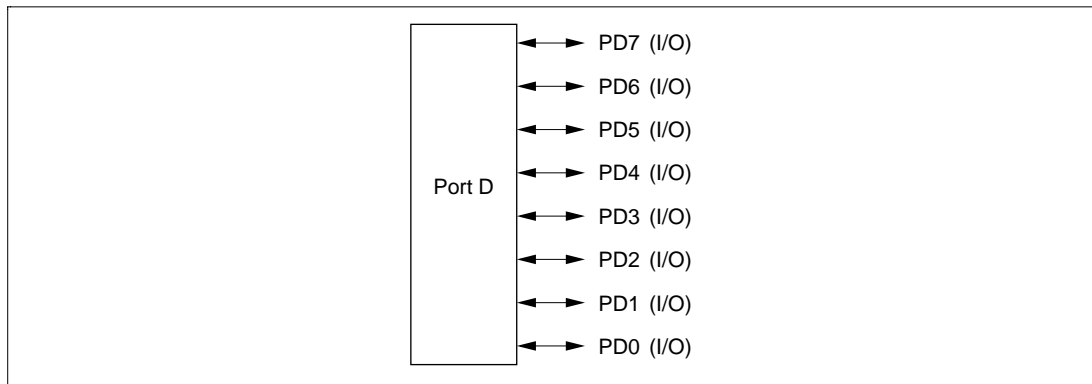 PD7 (I/O)
PD6 (I/O)
PD5 (I/O)
Port D
PD4 (I/O)
PD3 (I/O)
PD2 (I/O)
PD1 (I/O)
PD0 (I/O)